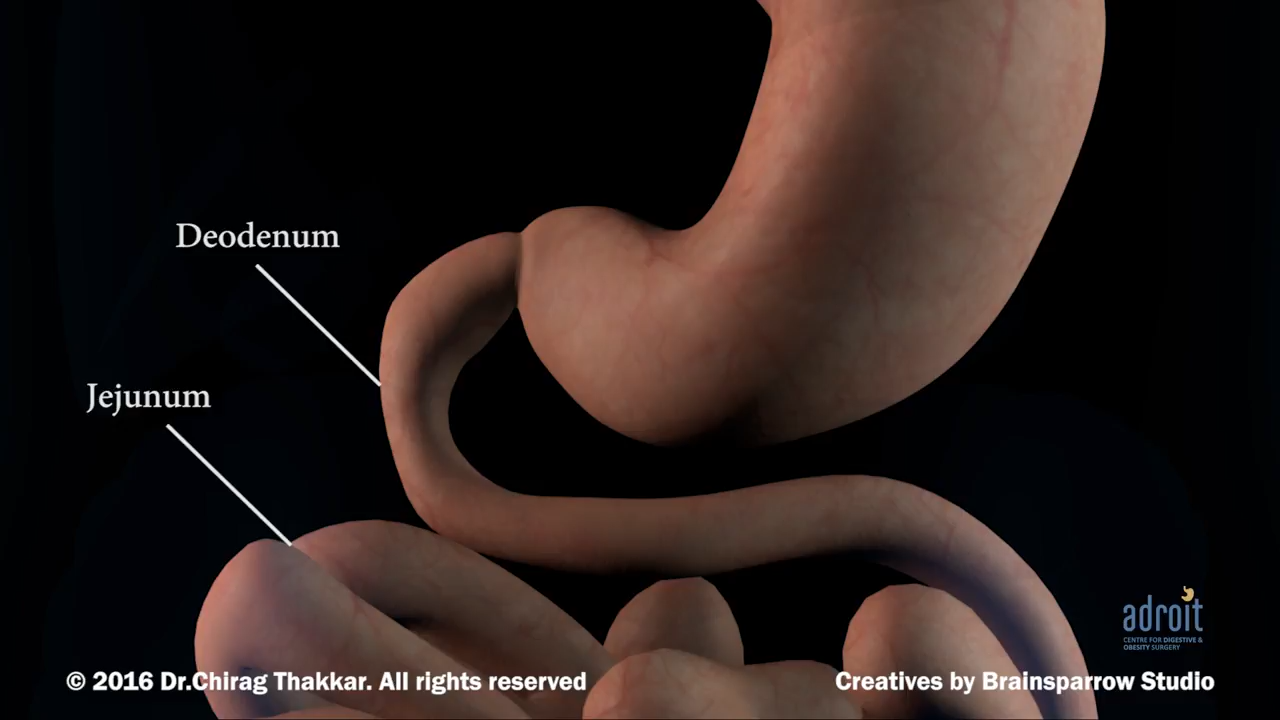 Deodenum
Jejunum
adroit
CENTRE FOR DIGESTIVE &
OBESITY SURGERY
© 2016 Dr.Chirag Thakkar. All rights reserved
Creatives by Brainsparrow Studio